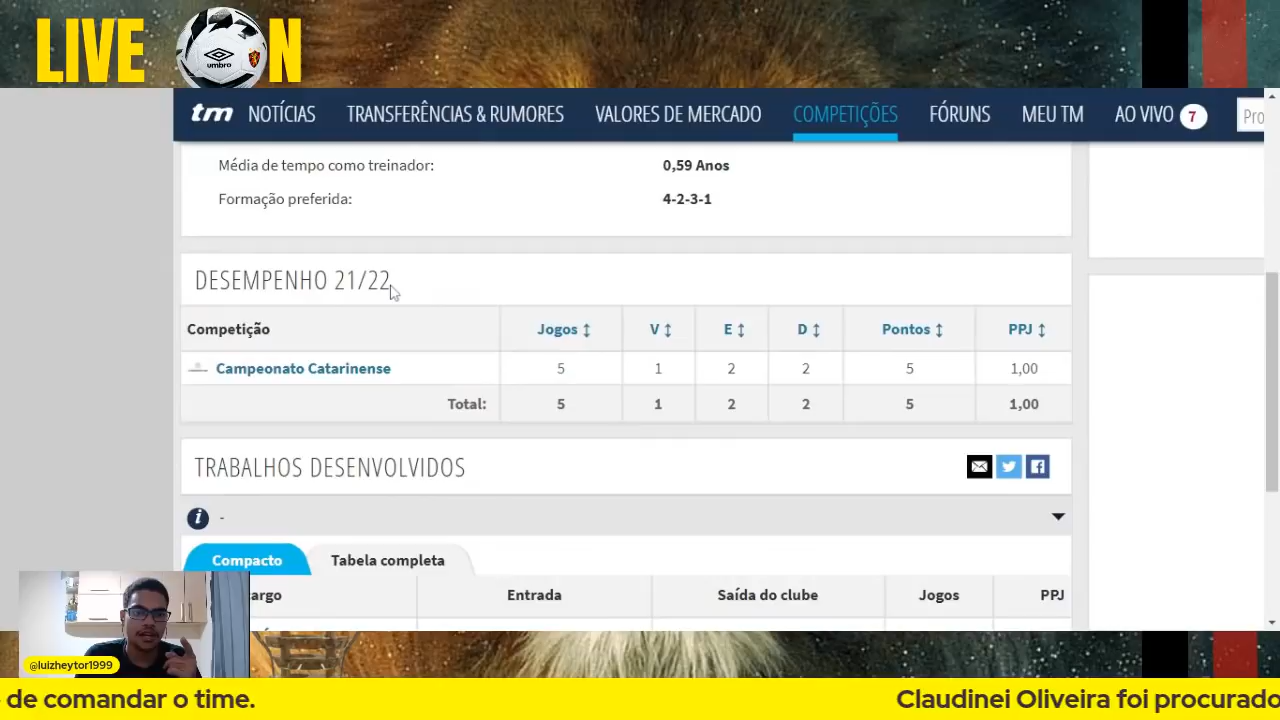 LIVE ON
umbro
tm NOTÍCIAS TRANSFERÊNCIAS & RUMORES VALORES DE MERCADO COMPETIÇÕES FÓRUNS MEU TM AO VIVO 7 Pro
Média de tempo como treinador: 0,59 Anos
Formação preferida: 4-2-3-1
DESEMPENHO 21/22
Competição Jogos V E D Pontos PPJ
Campeonato Catarinense 5 1 2 2 5 1,00
Total: 5 1 2 2 5 1,00
TRABALHOS DESENVOLVIDOS
i -
Compacto Tabela completa
argo Entrada Saída do clube Jogos PPJ
@luizheytor1999
de comandar o time. Claudinei Oliveira foi procurado